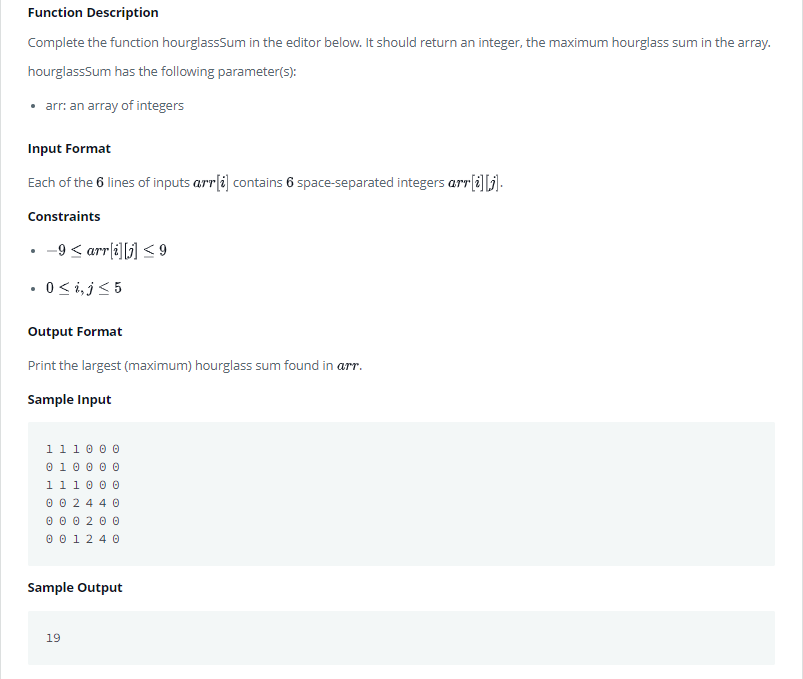 Function Description
Complete the function hourglassSum in the editor below. It should return an integer, the maximum hourglass sum in the array.
hourglassSum has the following parameter(s):
• arr: an array of integers
Input Format
Each of the 6 lines of inputs arr[i] contains 6 space-separated integers arr[i][j].
Constraints
• −9 ≤ arr[i][j] ≤ 9
• 0 ≤ i, j ≤ 5
Output Format
Print the largest (maximum) hourglass sum found in arr.
Sample Input
1 1 1 0 0 0
0 1 0 0 0 0
1 1 1 0 0 0
0 0 2 4 4 0
0 0 0 2 0 0
0 0 1 2 4 0
Sample Output
19